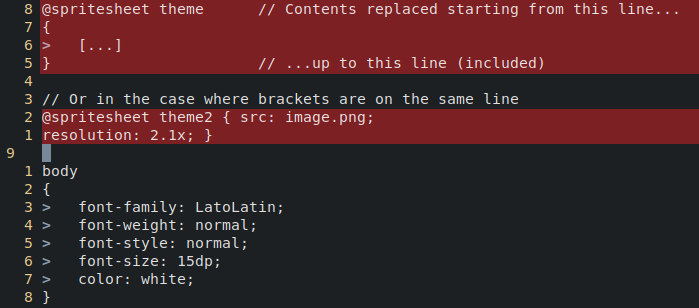 8 @spritesheet theme      // Contents replaced starting from this line...
7 {
6 >   [...]
5 }                       // ...up to this line (included)
4
3 // Or in the case where brackets are on the same line
2 @spritesheet theme2 { src: image.png;
1 resolution: 2.1x; }
9
1 body
2 {
3 >   font-family: LatoLatin;
4 >   font-weight: normal;
5 >   font-style: normal;
6 >   font-size: 15dp;
7 >   color: white;
8 }